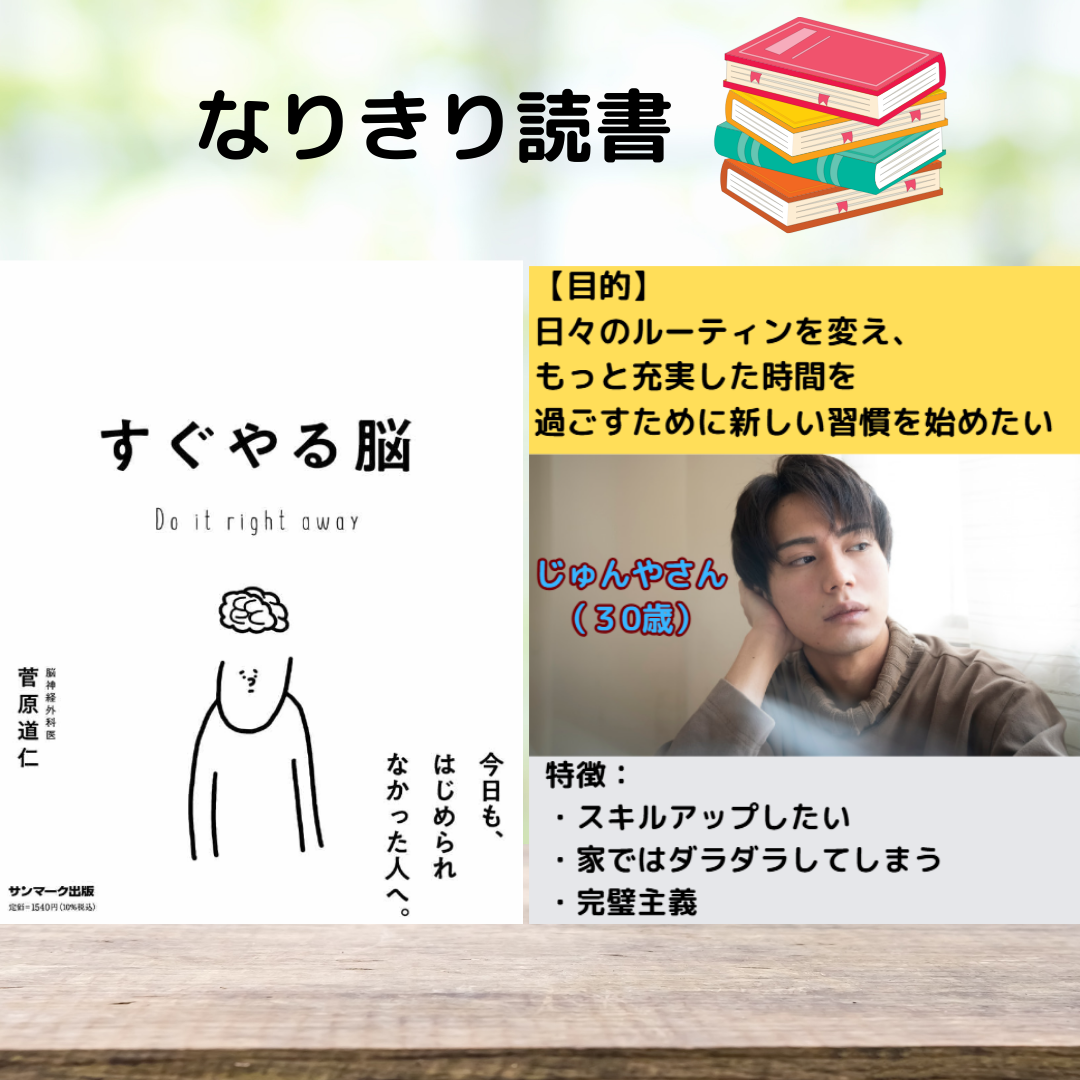 なりきり読書
すぐやる脳
Do it right away
脳神経外科医
菅原道仁
今日も、
はじめられ
なかった人へ。
サンマーク出版
定価=1540円(10%税込)
【目的】
日々のルーティンを変え、
もっと充実した時間を
過ごすために新しい習慣を始めたい
じゅんやさん
(30歳)
特徴：
・スキルアップしたい
・家ではダラダラしてしまう
・完璧主義